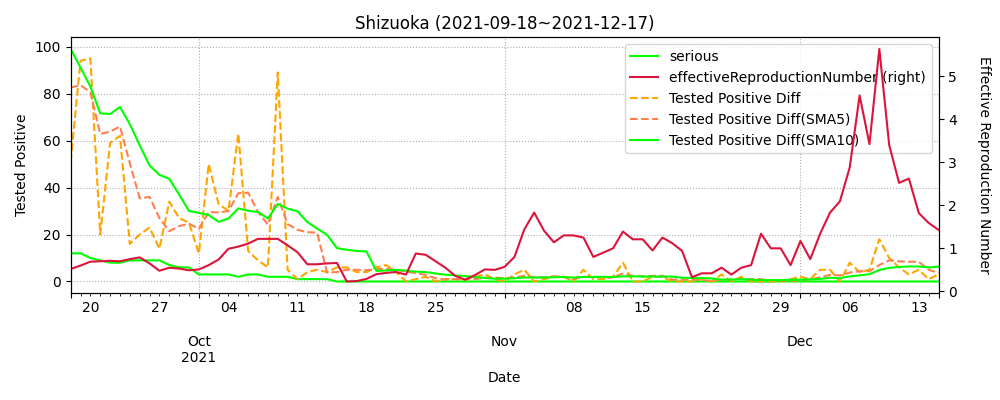 Shizuoka (2021-09-18~2021-12-17)
serious
effectiveReproductionNumber (right)
Tested Positive Diff
Tested Positive Diff(SMA5)
Tested Positive Diff(SMA10)
Tested Positive
100
80
60
40
20
0
Effective Reproduction Number
5
4
3
2
1
0
20 27 04 11 18 25 08 15 22 29 06 13
Oct Nov Dec
2021
Date